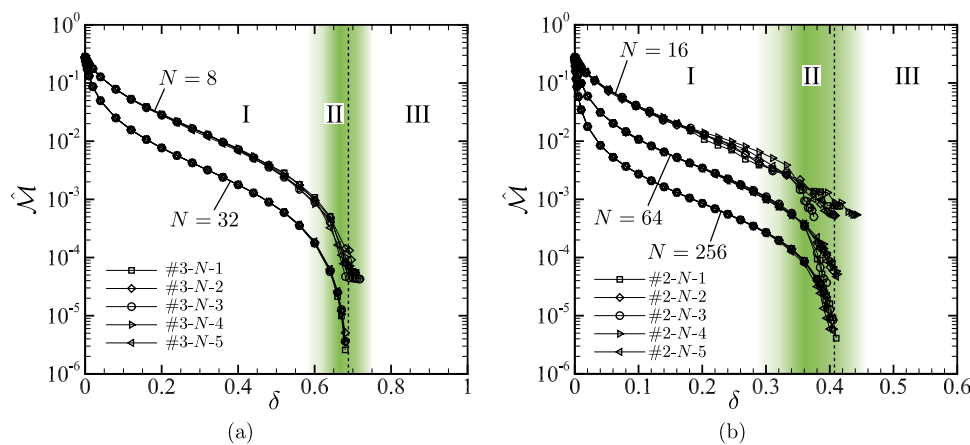 10^0
10^-1
10^-2
10^-3
10^-4
10^-5
10^-6
\hat{M}
N = 8
I
II
III
N = 32
#3-N-1
#3-N-2
#3-N-3
#3-N-4
#3-N-5
0 0.2 0.4 0.6 0.8 1
δ
(a)
10^0
10^-1
10^-2
10^-3
10^-4
10^-5
10^-6
\hat{M}
N = 16
I
II
III
N = 64
N = 256
#2-N-1
#2-N-2
#2-N-3
#2-N-4
#2-N-5
0 0.1 0.2 0.3 0.4 0.5 0.6
δ
(b)